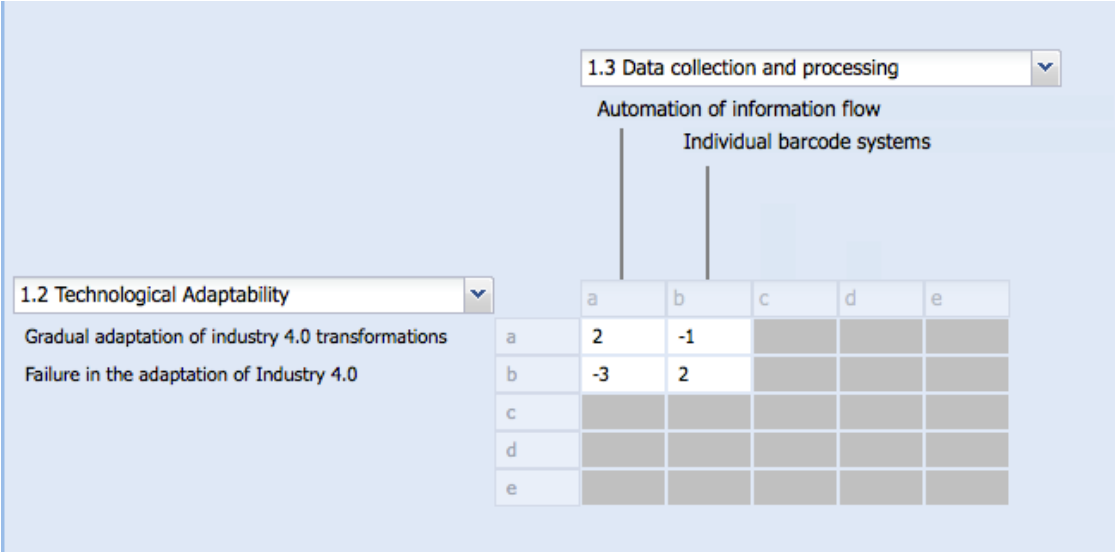 1.3 Data collection and processing
Automation of information flow
Individual barcode systems
1.2 Technological Adaptability
a b c d e
Gradual adaptation of industry 4.0 transformations a 2 -1
Failure in the adaptation of Industry 4.0 b -3 2
c
d
e